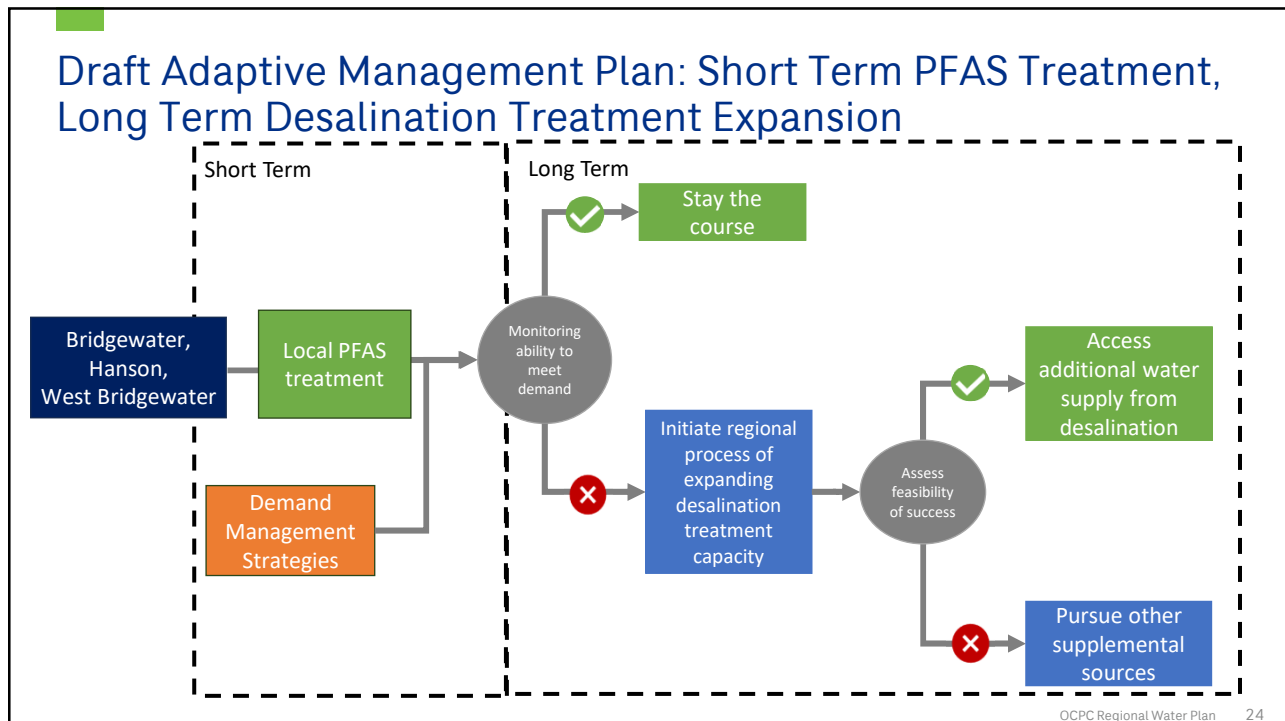 Draft Adaptive Management Plan: Short Term PFAS Treatment,
Long Term Desalination Treatment Expansion
Short Term
Long Term
Stay the
course
Bridgewater,
Hanson,
West Bridgewater
Local PFAS
treatment
Monitoring
ability to
meet
demand
Demand
Management
Strategies
Initiate regional
process of
expanding
desalination
treatment
capacity
Assess
feasibility
of success
Access
additional water
supply from
desalination
Pursue other
supplemental
sources
OCPC Regional Water Plan 24